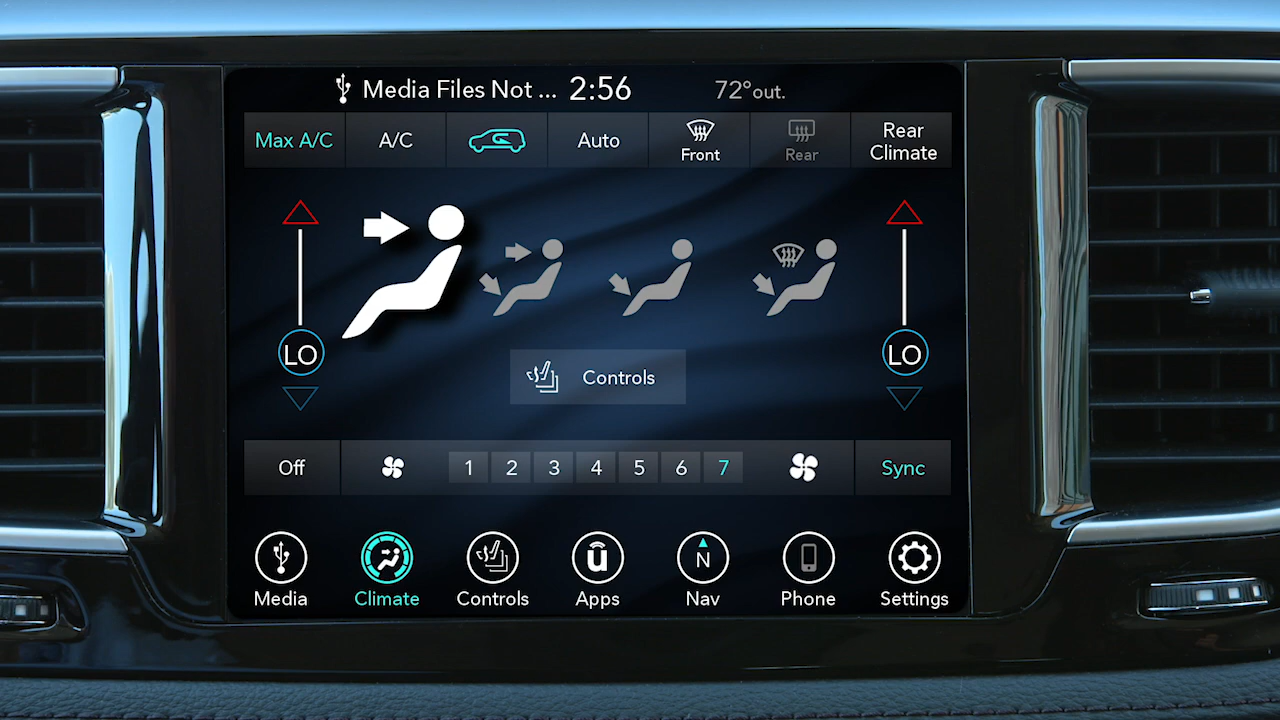 Media Files Not ... 2:56 72° out.
Max A/C A/C Auto Front Rear Rear Climate
LO LO
Controls
Off 1 2 3 4 5 6 7 Sync
ū N
Media Climate Controls Apps Nav Phone Settings